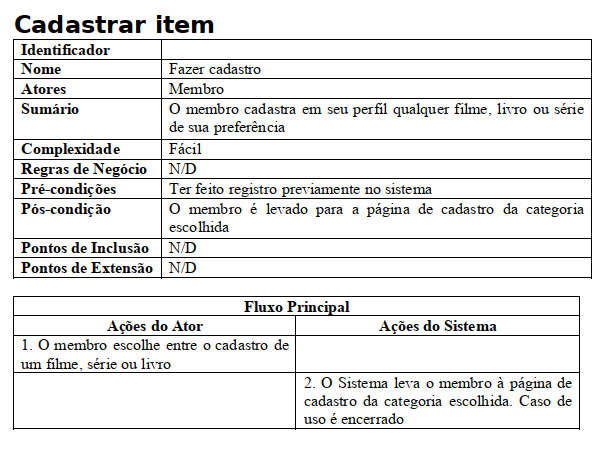 Cadastrar item
Identificador
Nome Fazer cadastro
Atores Membro
Sumário O membro cadastra em seu perfil qualquer filme, livro ou série
de sua preferência
Complexidade Fácil
Regras de Negócio N/D
Pré-condições Ter feito registro previamente no sistema
Pós-condição O membro é levado para a página de cadastro da categoria
escolhida
Pontos de Inclusão N/D
Pontos de Extensão N/D
Fluxo Principal
Ações do Ator Ações do Sistema
1. O membro escolhe entre o cadastro de
um filme, série ou livro
2. O Sistema leva o membro à página de
cadastro da categoria escolhida. Caso de
uso é encerrado